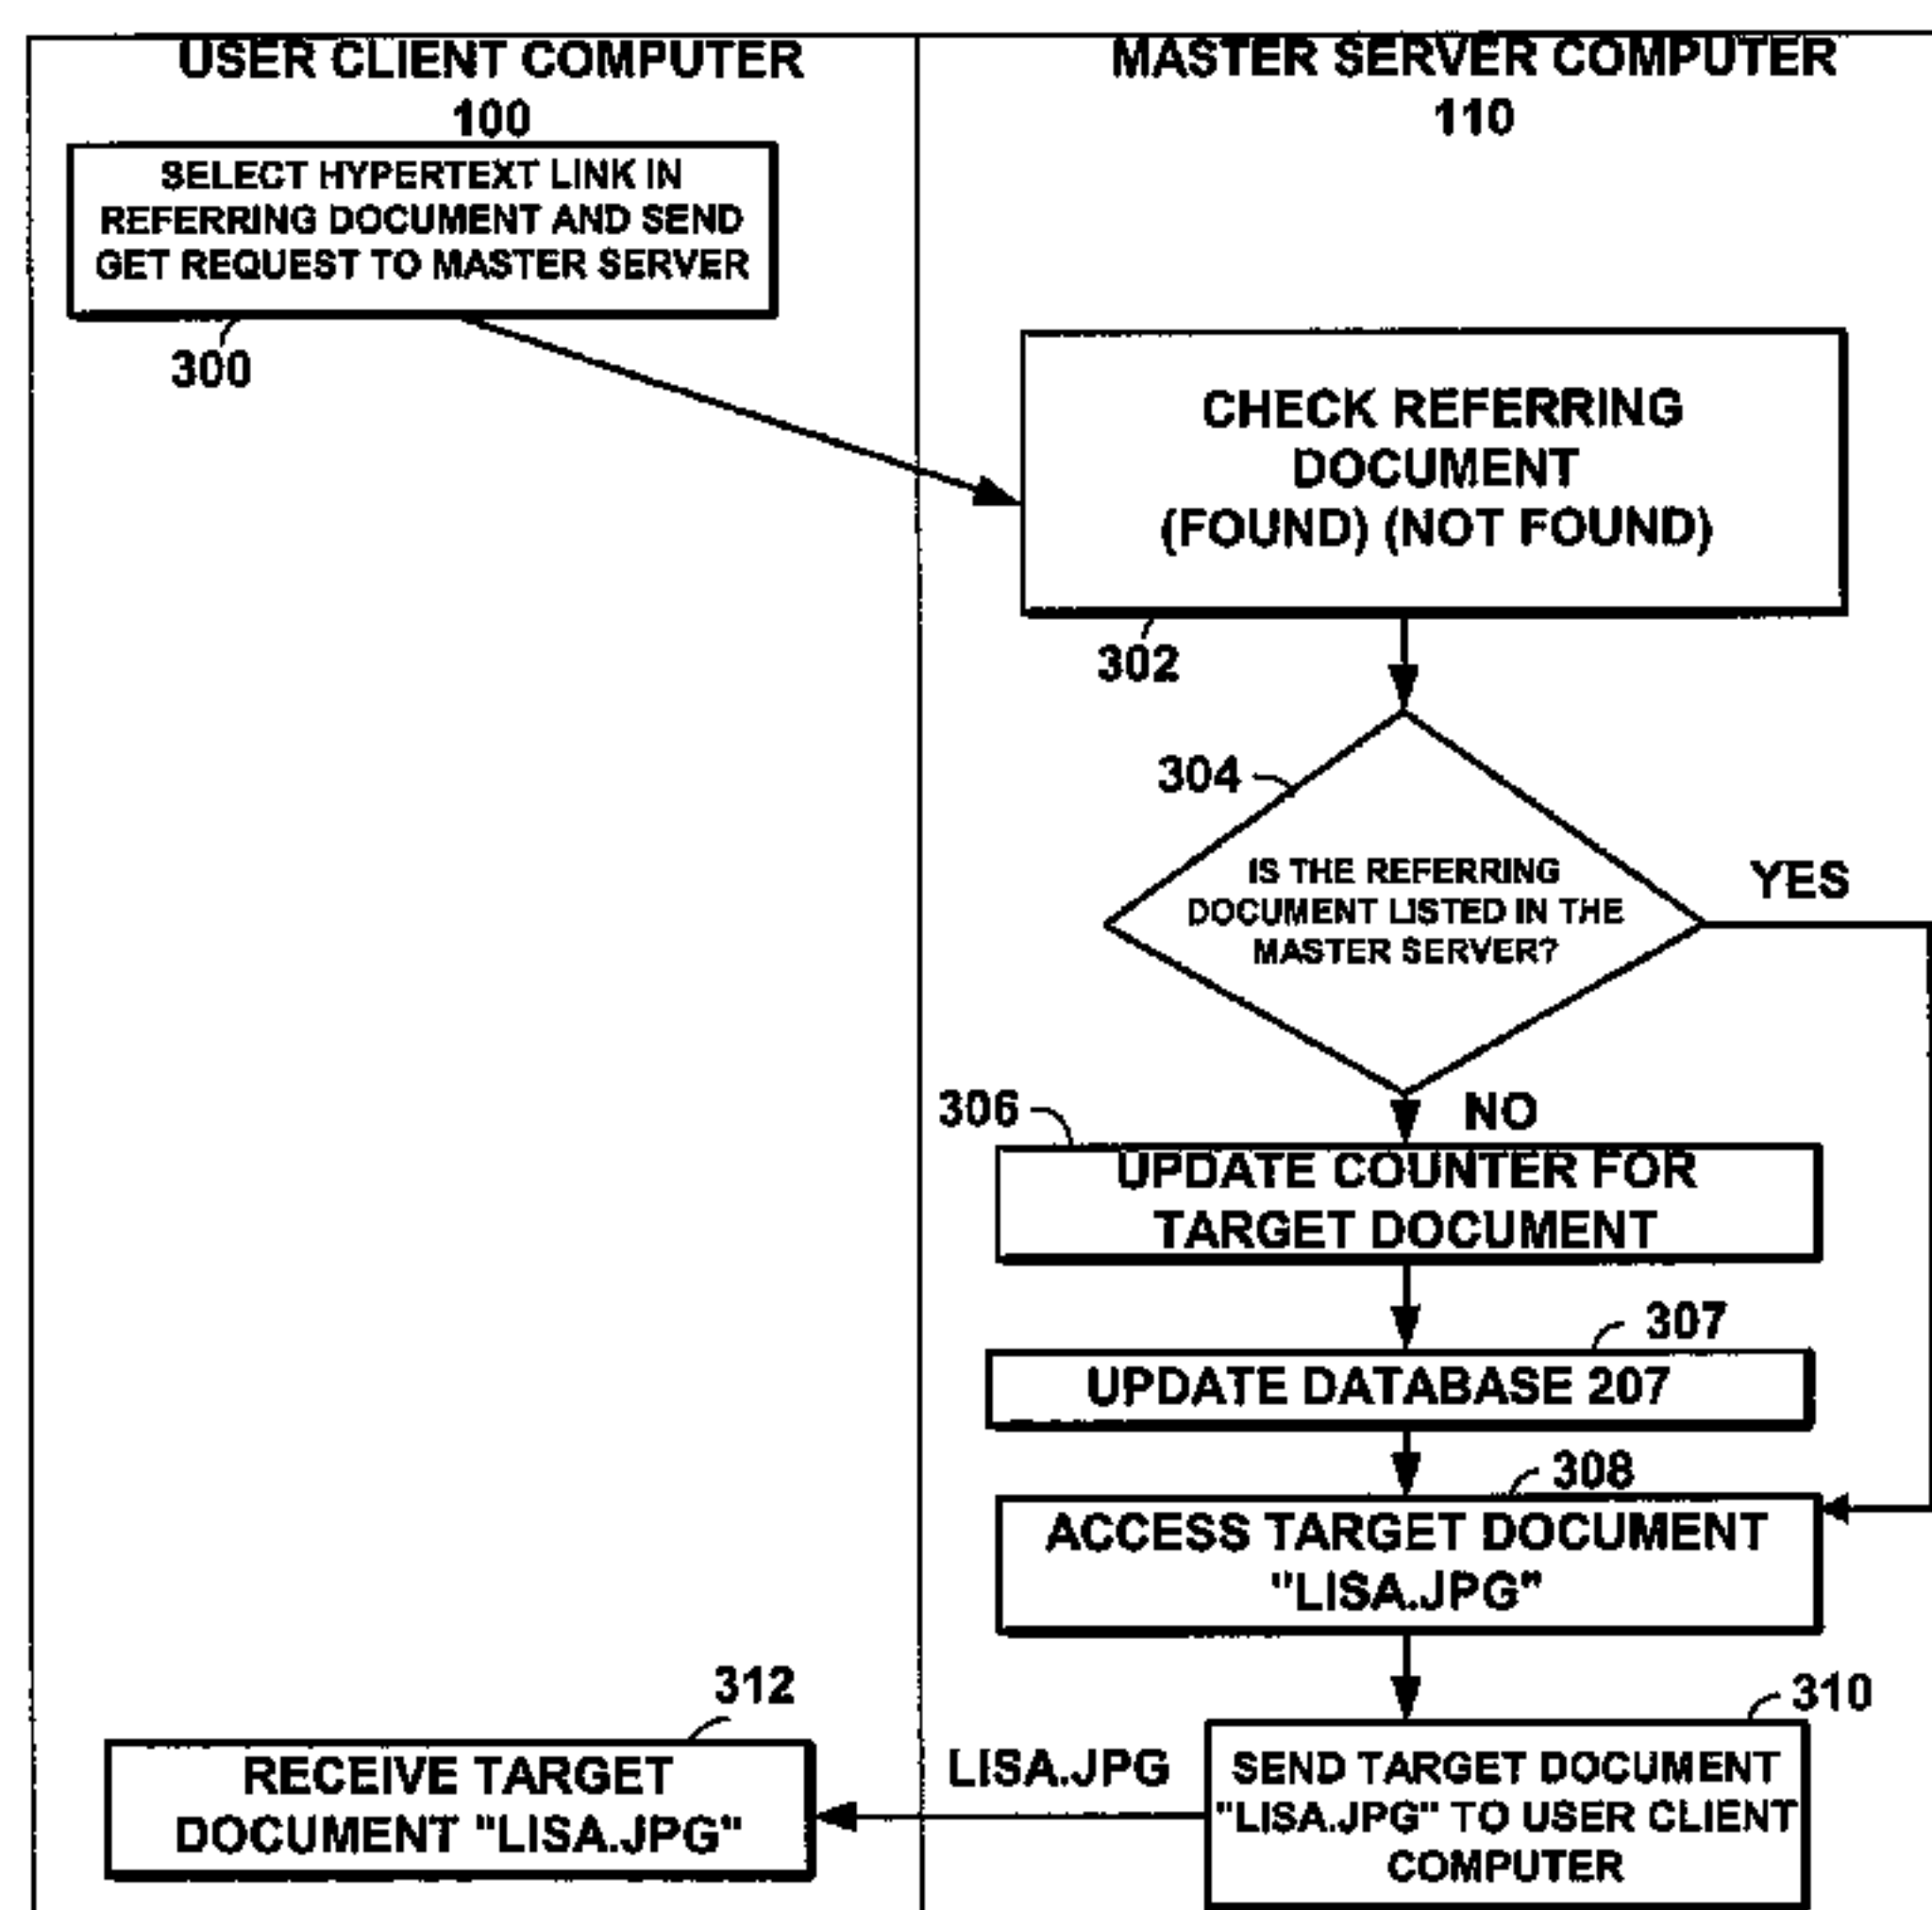 USER CLIENT COMPUTER
100
SELECT HYPERTEXT LINK IN
REFERRING DOCUMENT AND SEND
GET REQUEST TO MASTER SERVER
300
MASTER SERVER COMPUTER
110
CHECK REFERRING
DOCUMENT
(FOUND) (NOT FOUND)
302
304
IS THE REFERRING
DOCUMENT LISTED IN THE
MASTER SERVER?
YES
NO
306
UPDATE COUNTER FOR
TARGET DOCUMENT
307
UPDATE DATABASE 207
308
ACCESS TARGET DOCUMENT
"LISA.JPG"
310
SEND TARGET DOCUMENT
"LISA.JPG" TO USER CLIENT
COMPUTER
LISA.JPG
312
RECEIVE TARGET
DOCUMENT "LISA.JPG"